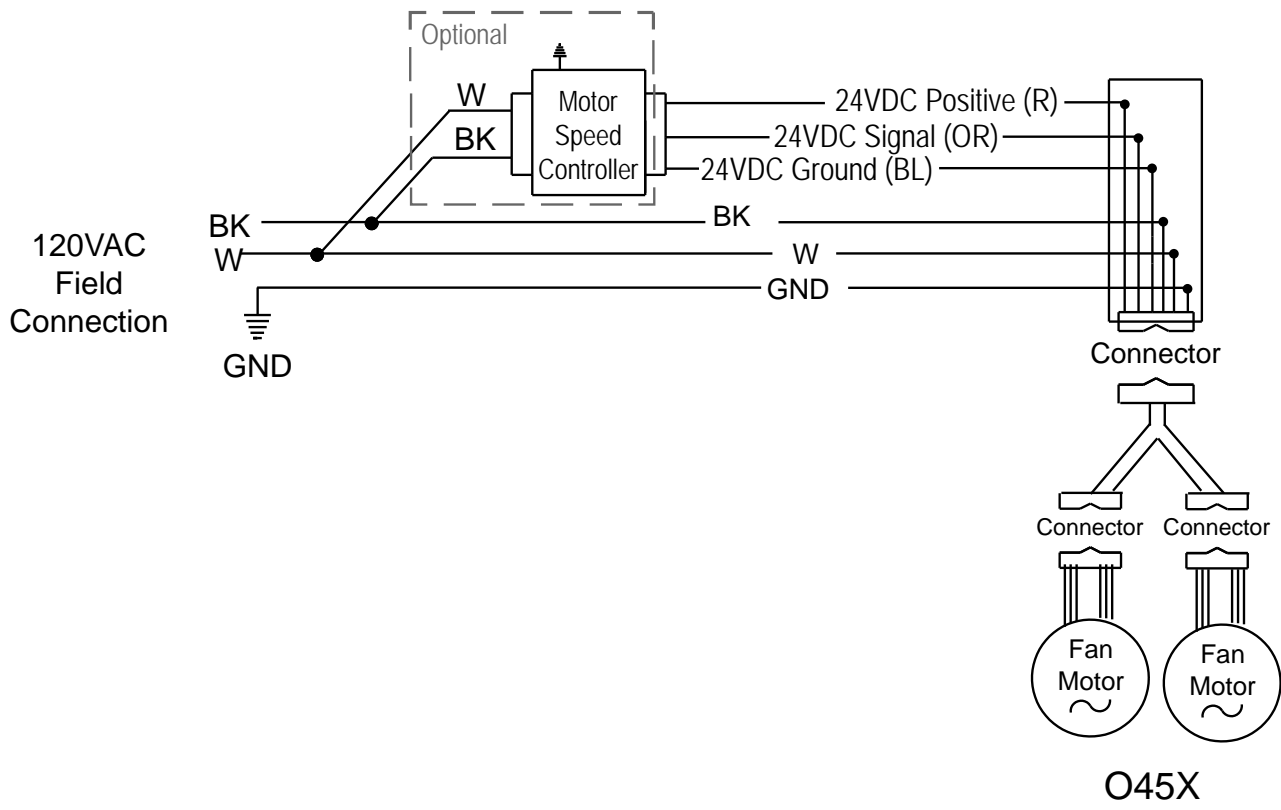 Optional
W
BK
Motor
Speed
Controller
24VDC Positive (R)
24VDC Signal (OR)
24VDC Ground (BL)
120VAC
Field
Connection
BK
W
BK
W
GND
GND
Connector
Connector
Connector
Fan
Motor
Fan
Motor
O45X